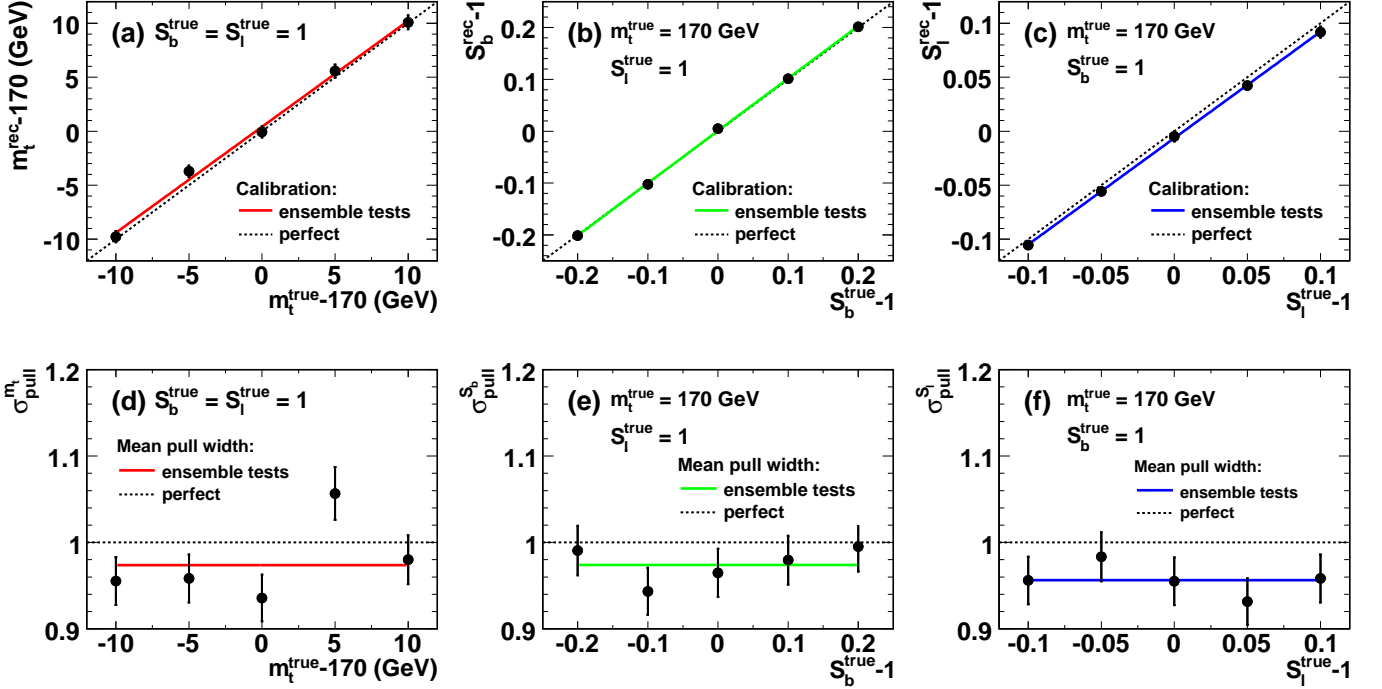 (a) S_b^true = S_l^true = 1
m_t^rec-170 (GeV)
10
5
0
-5
-10
Calibration:
ensemble tests
perfect
-10 -5 0 5 10
m_t^true-170 (GeV)
(b) m_t^true = 170 GeV
S_l^true = 1
S_b^rec-1
0.2
0.1
0
-0.1
-0.2
Calibration:
ensemble tests
perfect
-0.2 -0.1 0 0.1 0.2
S_b^true-1
(c) m_t^true = 170 GeV
S_b^true = 1
S_l^rec-1
0.1
0.05
0
-0.05
-0.1
Calibration:
ensemble tests
perfect
-0.1 -0.05 0 0.05 0.1
S_l^true-1
(d) S_b^true = S_l^true = 1
σ_pull^m_t
1.2
1.1
1
0.9
Mean pull width:
ensemble tests
perfect
-10 -5 0 5 10
m_t^true-170 (GeV)
(e) m_t^true = 170 GeV
S_l^true = 1
σ_pull^S_b
1.2
1.1
1
0.9
Mean pull width:
ensemble tests
perfect
-0.2 -0.1 0 0.1 0.2
S_b^true-1
(f) m_t^true = 170 GeV
S_b^true = 1
σ_pull^S_l
1.2
1.1
1
0.9
Mean pull width:
ensemble tests
perfect
-0.1 -0.05 0 0.05 0.1
S_l^true-1